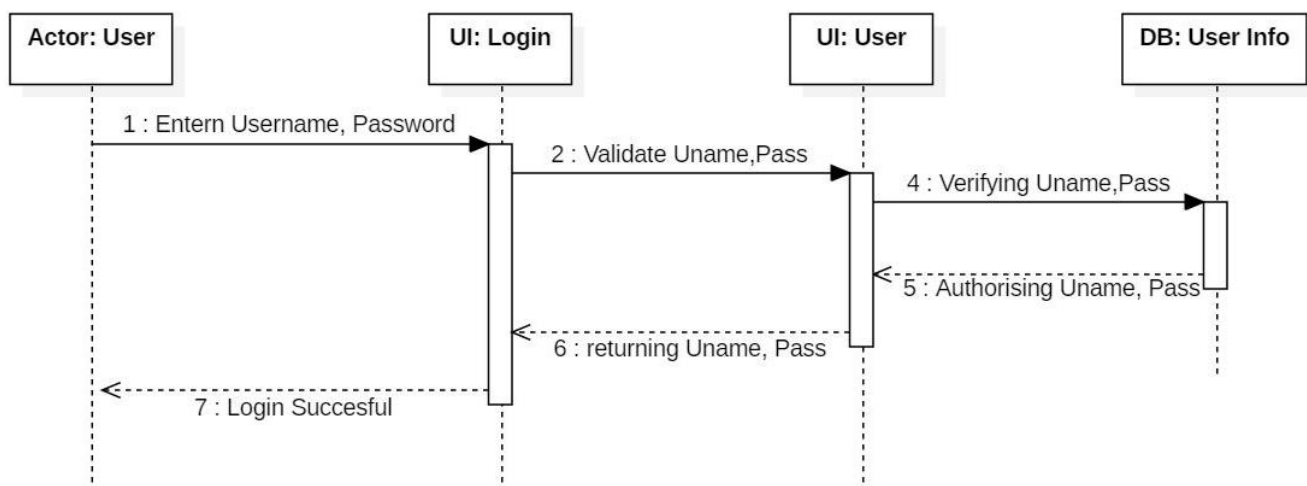 Actor: User
UI: Login
UI: User
DB: User Info
1 : Entern Username, Password
2 : Validate Uname,Pass
4 : Verifying Uname,Pass
5 : Authorising Uname, Pass
6 : returning Uname, Pass
7 : Login Succesful